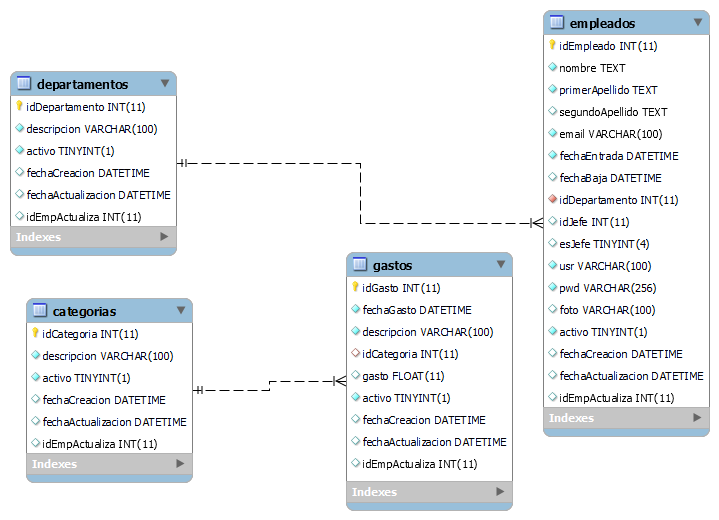 departamentos
idDepartamento INT(11)
descripcion VARCHAR(100)
activo TINYINT(1)
fechaCreacion DATETIME
fechaActualizacion DATETIME
idEmpActualiza INT(11)
Indexes
categorias
idCategoria INT(11)
descripcion VARCHAR(100)
activo TINYINT(1)
fechaCreacion DATETIME
fechaActualizacion DATETIME
idEmpActualiza INT(11)
Indexes
gastos
idGasto INT(11)
fechaGasto DATETIME
descripcion VARCHAR(100)
idCategoria INT(11)
gasto FLOAT(11)
activo TINYINT(1)
fechaCreacion DATETIME
fechaActualizacion DATETIME
idEmpActualiza INT(11)
Indexes
empleados
idEmpleado INT(11)
nombre TEXT
primerApellido TEXT
segundoApellido TEXT
email VARCHAR(100)
fechaEntrada DATETIME
fechaBaja DATETIME
idDepartamento INT(11)
idJefe INT(11)
esJefe TINYINT(4)
usr VARCHAR(100)
pwd VARCHAR(256)
foto VARCHAR(100)
activo TINYINT(1)
fechaCreacion DATETIME
fechaActualizacion DATETIME
idEmpActualiza INT(11)
Indexes